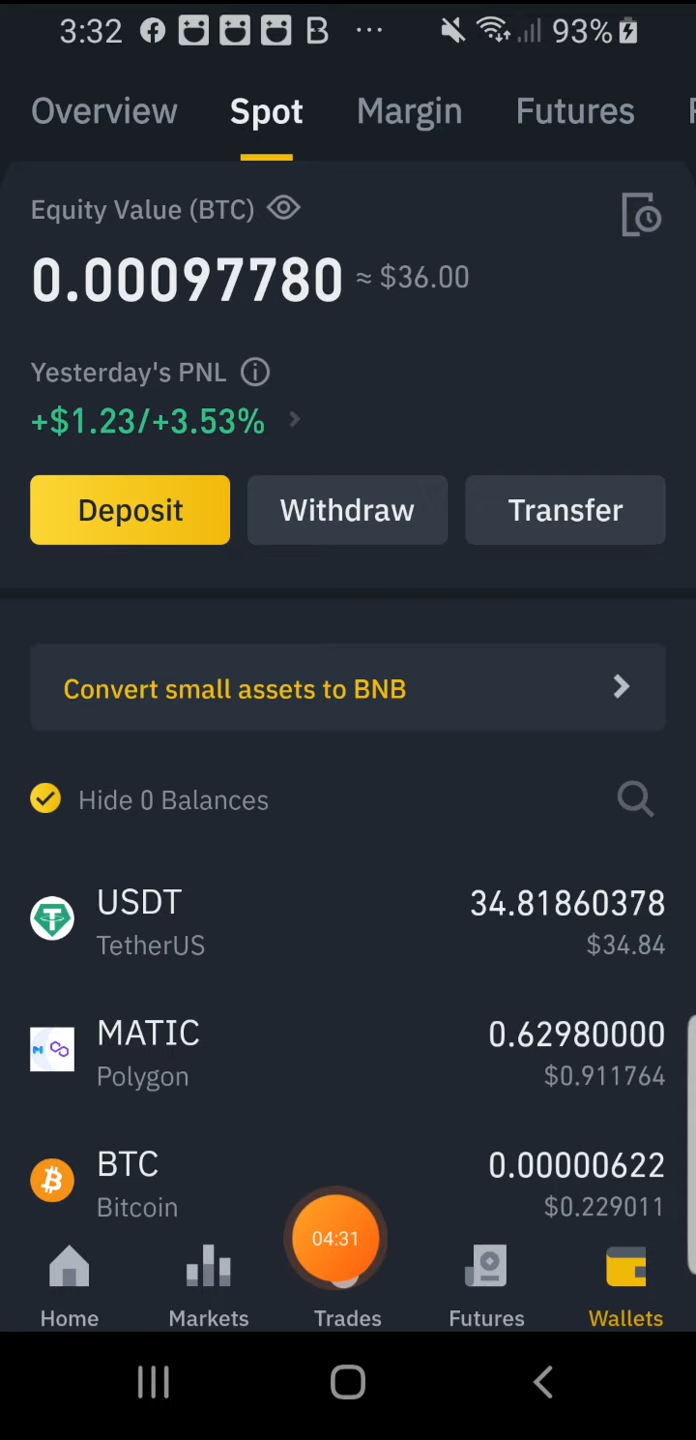 3:32 93%
Overview Spot Margin Futures
Equity Value (BTC)
0.00097780 ≈ $36.00
Yesterday's PNL
+$1.23/+3.53%
Deposit Withdraw Transfer
Convert small assets to BNB
Hide 0 Balances
USDT 34.81860378
TetherUS $34.84
MATIC 0.62980000
Polygon $0.911764
BTC 0.00000622
Bitcoin $0.229011
04:31
Home Markets Trades Futures Wallets